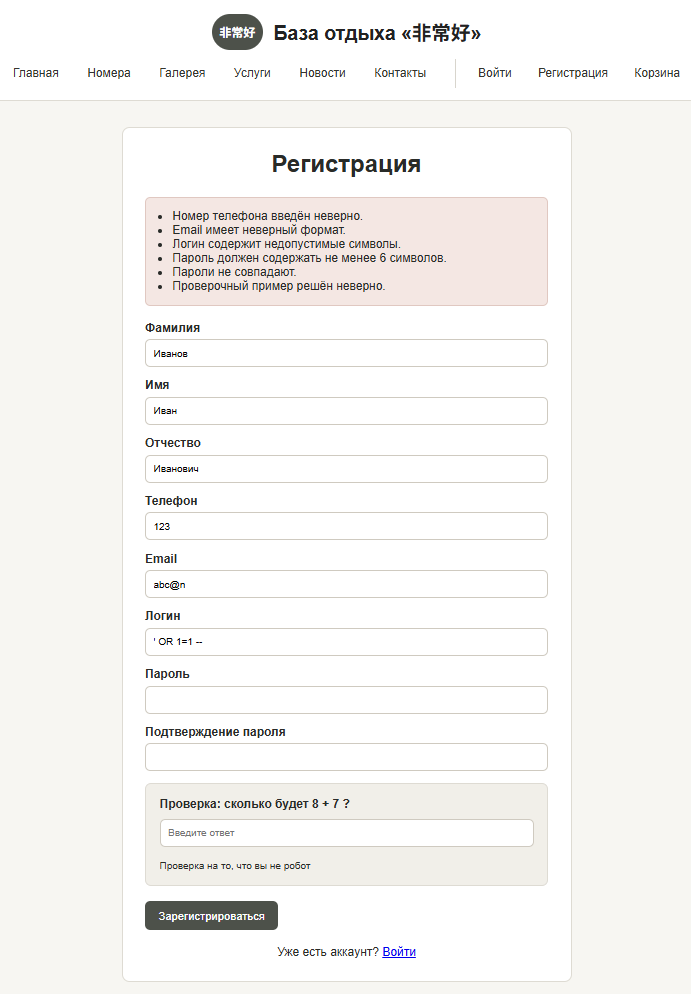 非常好
База отдыха «非常好»
Главная Номера Галерея Услуги Новости Контакты Войти Регистрация Корзина
Регистрация
• Номер телефона введён неверно.
• Email имеет неверный формат.
• Логин содержит недопустимые символы.
• Пароль должен содержать не менее 6 символов.
• Пароли не совпадают.
• Проверочный пример решён неверно.
Фамилия
Иванов
Имя
Иван
Отчество
Иванович
Телефон
123
Email
abc@n
Логин
' OR 1=1 --
Пароль
Подтверждение пароля
Проверка: сколько будет 8 + 7 ?
Введите ответ
Проверка на то, что вы не робот
Зарегистрироваться
Уже есть аккаунт? Войти